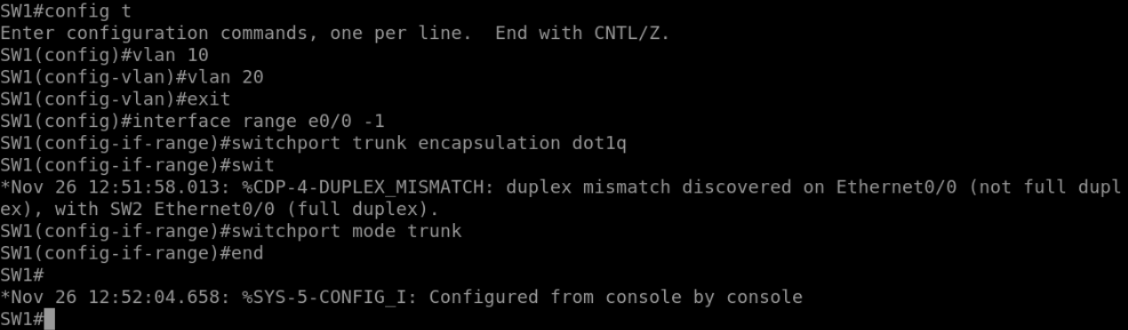 SW1#config t
Enter configuration commands, one per line.  End with CNTL/Z.
SW1(config)#vlan 10
SW1(config-vlan)#vlan 20
SW1(config-vlan)#exit
SW1(config)#interface range e0/0 -1
SW1(config-if-range)#switchport trunk encapsulation dot1q
SW1(config-if-range)#swit
*Nov 26 12:51:58.013: %CDP-4-DUPLEX_MISMATCH: duplex mismatch discovered on Ethernet0/0 (not full dupl
ex), with SW2 Ethernet0/0 (full duplex).
SW1(config-if-range)#switchport mode trunk
SW1(config-if-range)#end
SW1#
*Nov 26 12:52:04.658: %SYS-5-CONFIG_I: Configured from console by console
SW1#